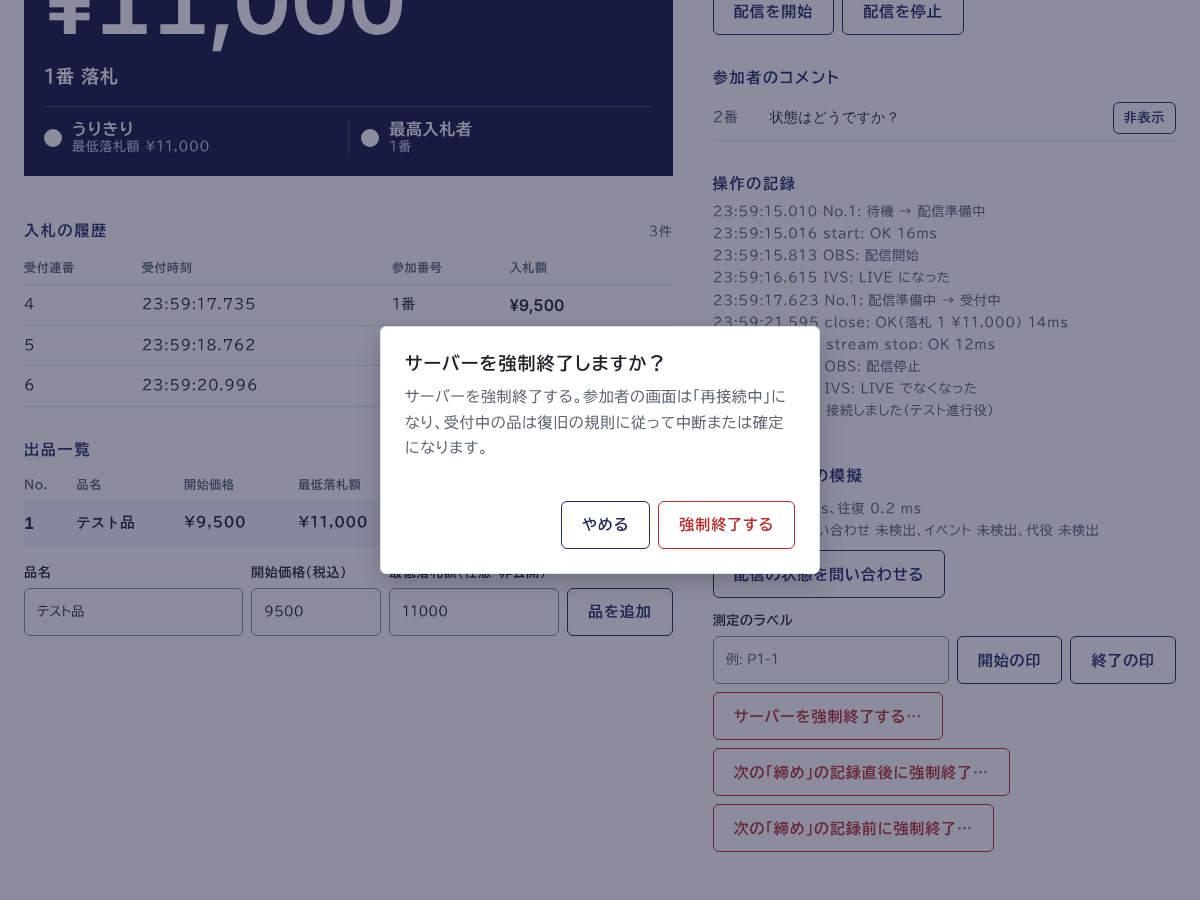 ¥11,000
1番 落札
うりきり
最低落札額 ¥11,000
最高入札者
1番
入札の履歴
3件
受付連番 受付時刻 参加番号 入札額
4 23:59:17.735 1番 ¥9,500
5 23:59:18.762
6 23:59:20.996
出品一覧
No. 品名 開始価格 最低落札額
1 テスト品 ¥9,500 ¥11,000
品名
開始価格(税込)
テスト品
9500
11000
品を追加
配信を開始
配信を停止
参加者のコメント
2番 状態はどうですか?
非表示
操作の記録
23:59:15.010 No.1: 待機 → 配信準備中
23:59:15.016 start: OK 16ms
23:59:15.813 OBS: 配信開始
23:59:16.615 IVS: LIVE になった
23:59:17.623 No.1: 配信準備中 → 受付中
23:59:21.595 close: OK(落札 1 ¥11,000) 14ms
stream stop: OK 12ms
OBS: 配信停止
IVS: LIVE でなくなった
接続しました(テスト進行役)
の模擬
s、往復 0.2 ms
い合わせ 未検出、イベント 未検出、代役 未検出
配信の状態を問い合わせる
測定のラベル
例: P1-1
開始の印
終了の印
サーバーを強制終了する…
次の「締め」の記録直後に強制終了…
次の「締め」の記録前に強制終了…
サーバーを強制終了しますか?
サーバーを強制終了する。参加者の画面は「再接続中」に
なり、受付中の品は復旧の規則に従って中断または確定
になります。
やめる
強制終了する